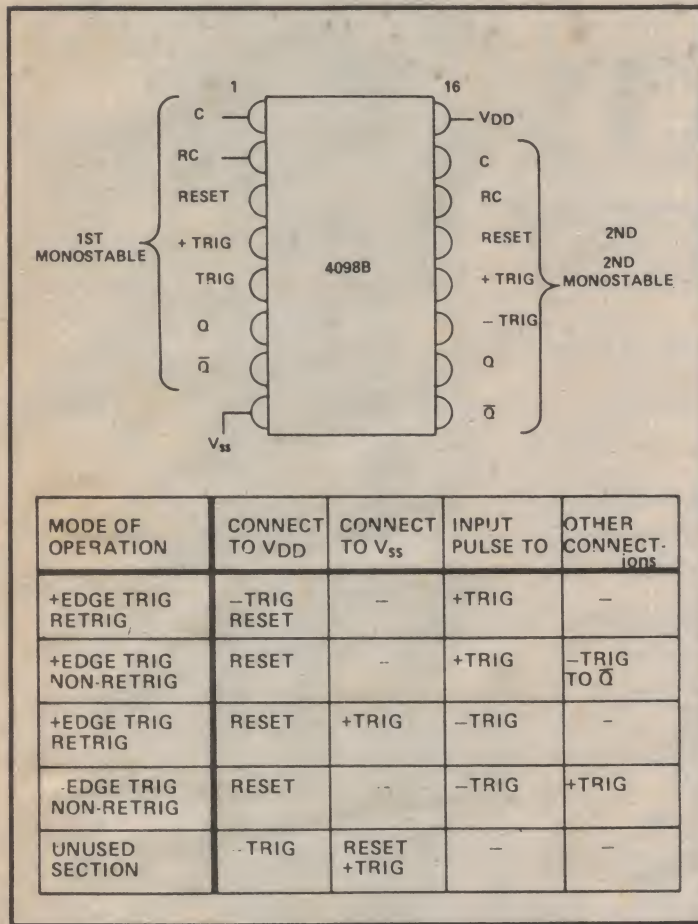 1
16
C
VDD
RC
C
RESET
RC
+ TRIG
RESET
2ND
1ST
MONOSTABLE
4098B
2ND
MONOSTABLE
TRIG
+ TRIG
Q
– TRIG
Q̅
Q
Vss
Q̅
MODE OF OPERATION
CONNECT TO VDD
CONNECT TO Vss
INPUT PULSE TO
OTHER CONNECT-ions
+EDGE TRIG
RETRIG
–TRIG
RESET
–
+TRIG
–
+EDGE TRIG
NON-RETRIG
RESET
–
+TRIG
–TRIG
TO Q̅
+EDGE TRIG
RETRIG
RESET
+TRIG
–TRIG
–
-EDGE TRIG
NON-RETRIG
RESET
–
–TRIG
+TRIG
UNUSED
SECTION
-TRIG
RESET
+TRIG
–
–